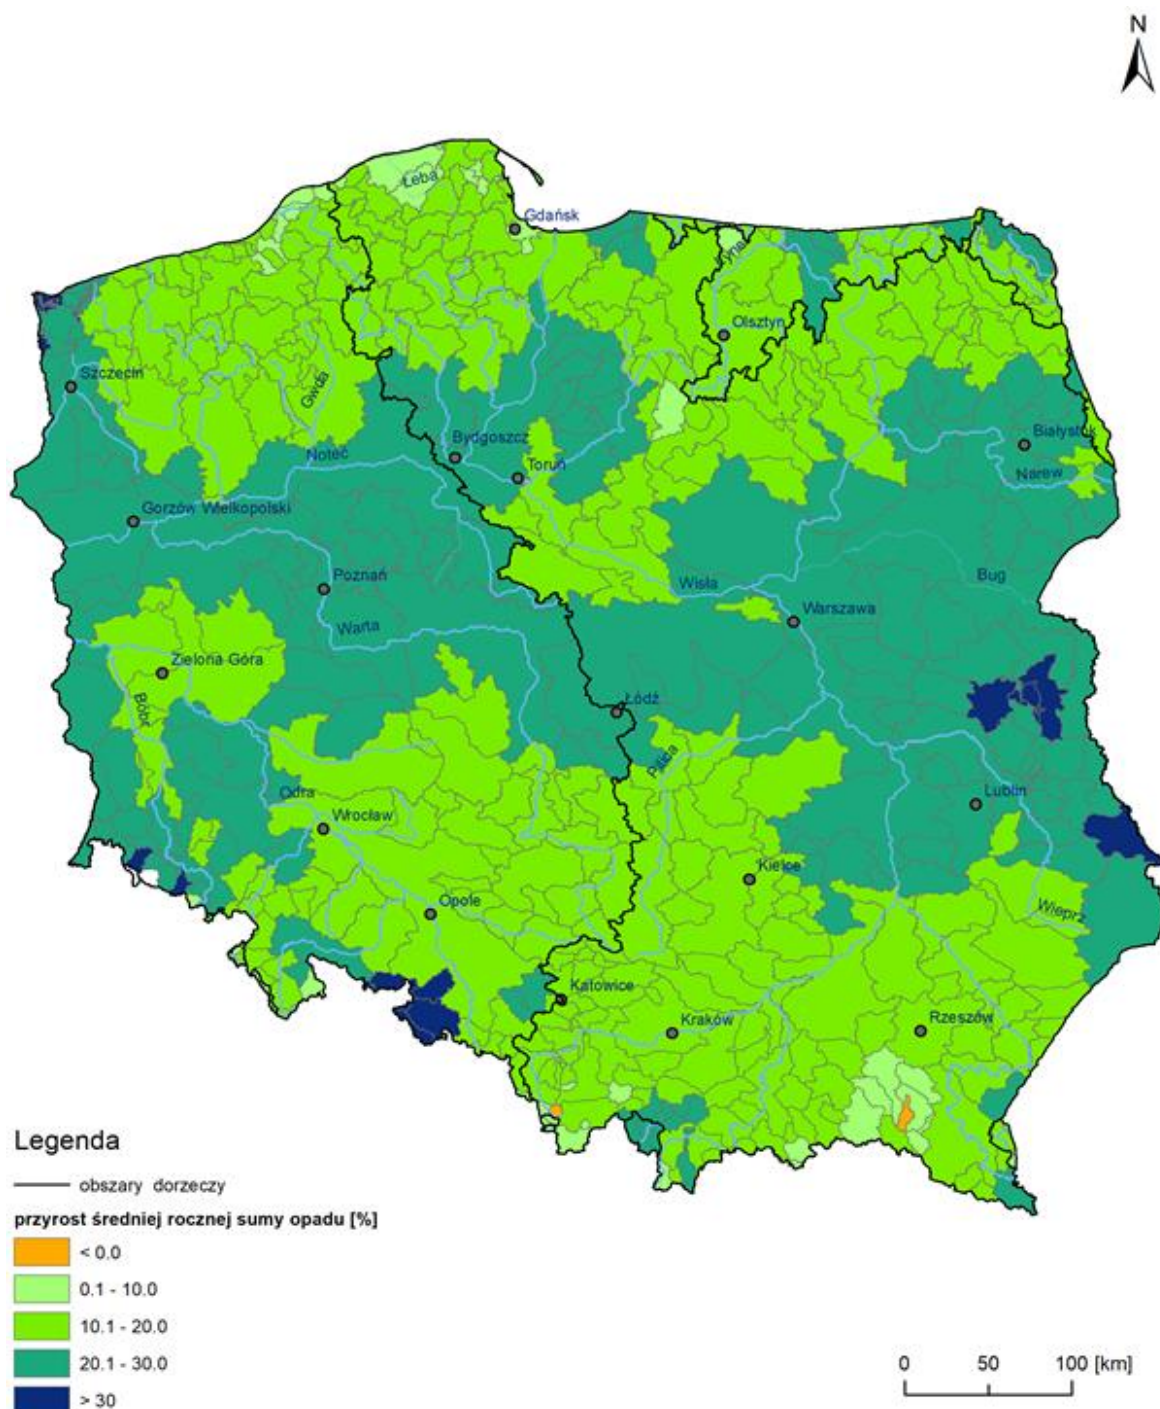 N
Łeba
Gdańsk
Łyna
Olsztyn
Szczecin
Gwda
Bydgoszcz
Białystok
Noteć
Toruń
Narew
Gorzów Wielkopolski
Poznań
Wisła
Bug
Warszawa
Warta
Zielona Góra
Bóbr
Łódź
Pilica
Odra
Lublin
Wrocław
Kielce
Opole
Wieprz
Katowice
Kraków
Rzeszów
Legenda
obszary dorzeczy
przyrost średniej rocznej sumy opadu [%]
< 0.0
0.1 - 10.0
10.1 - 20.0
20.1 - 30.0
> 30
0 50 100 [km]